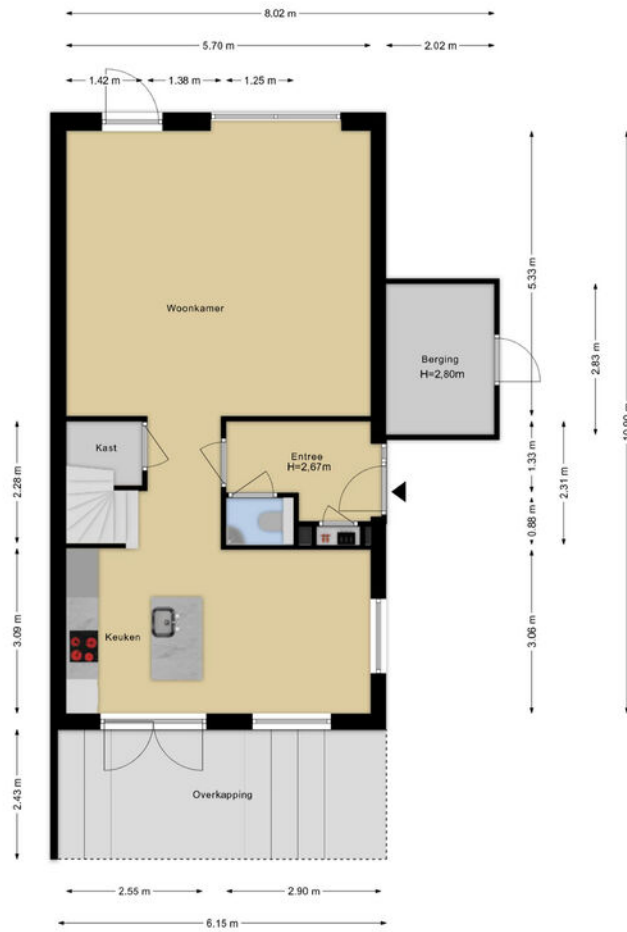 8.02 m
5.70 m
2.02 m
1.42 m
1.38 m
1.25 m
Woonkamer
5.33 m
Berging
H=2,80m
2.83 m
Kast
Entree
H=2,67m
2.28 m
1.33 m
2.31 m
0.88 m
Keuken
3.09 m
3.06 m
Overkapping
2.43 m
2.55 m
2.90 m
6.15 m